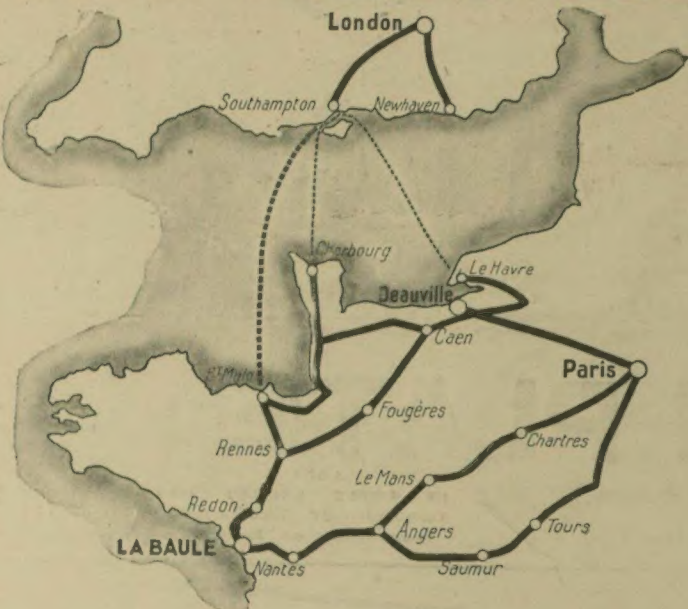 London
Southampton
Newhaven
Cherbourg
Le Havre
Deauville
Caen
Paris
St Malo
Fougères
Chartres
Rennes
Le Mans
Redon
Angers
Tours
LA BAULE
Nantes
Saumur